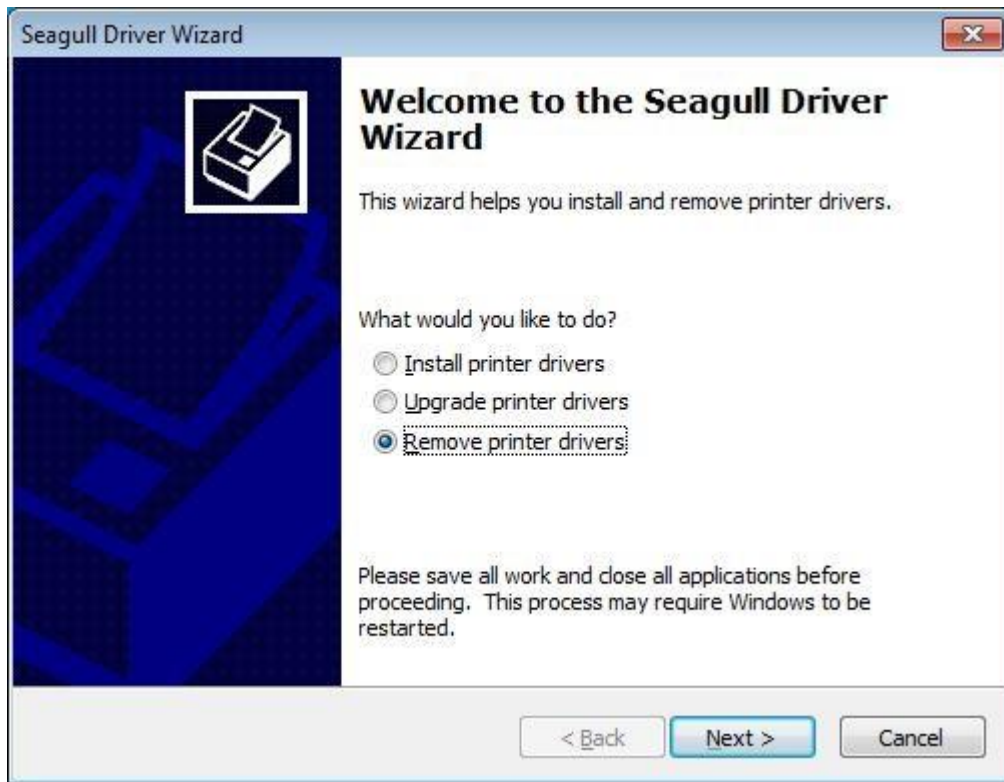 Seagull Driver Wizard
Welcome to the Seagull Driver
Wizard
This wizard helps you install and remove printer drivers.
What would you like to do?
Install printer drivers
Upgrade printer drivers
Remove printer drivers
Please save all work and close all applications before
proceeding.  This process may require Windows to be
restarted.
< Back Next > Cancel